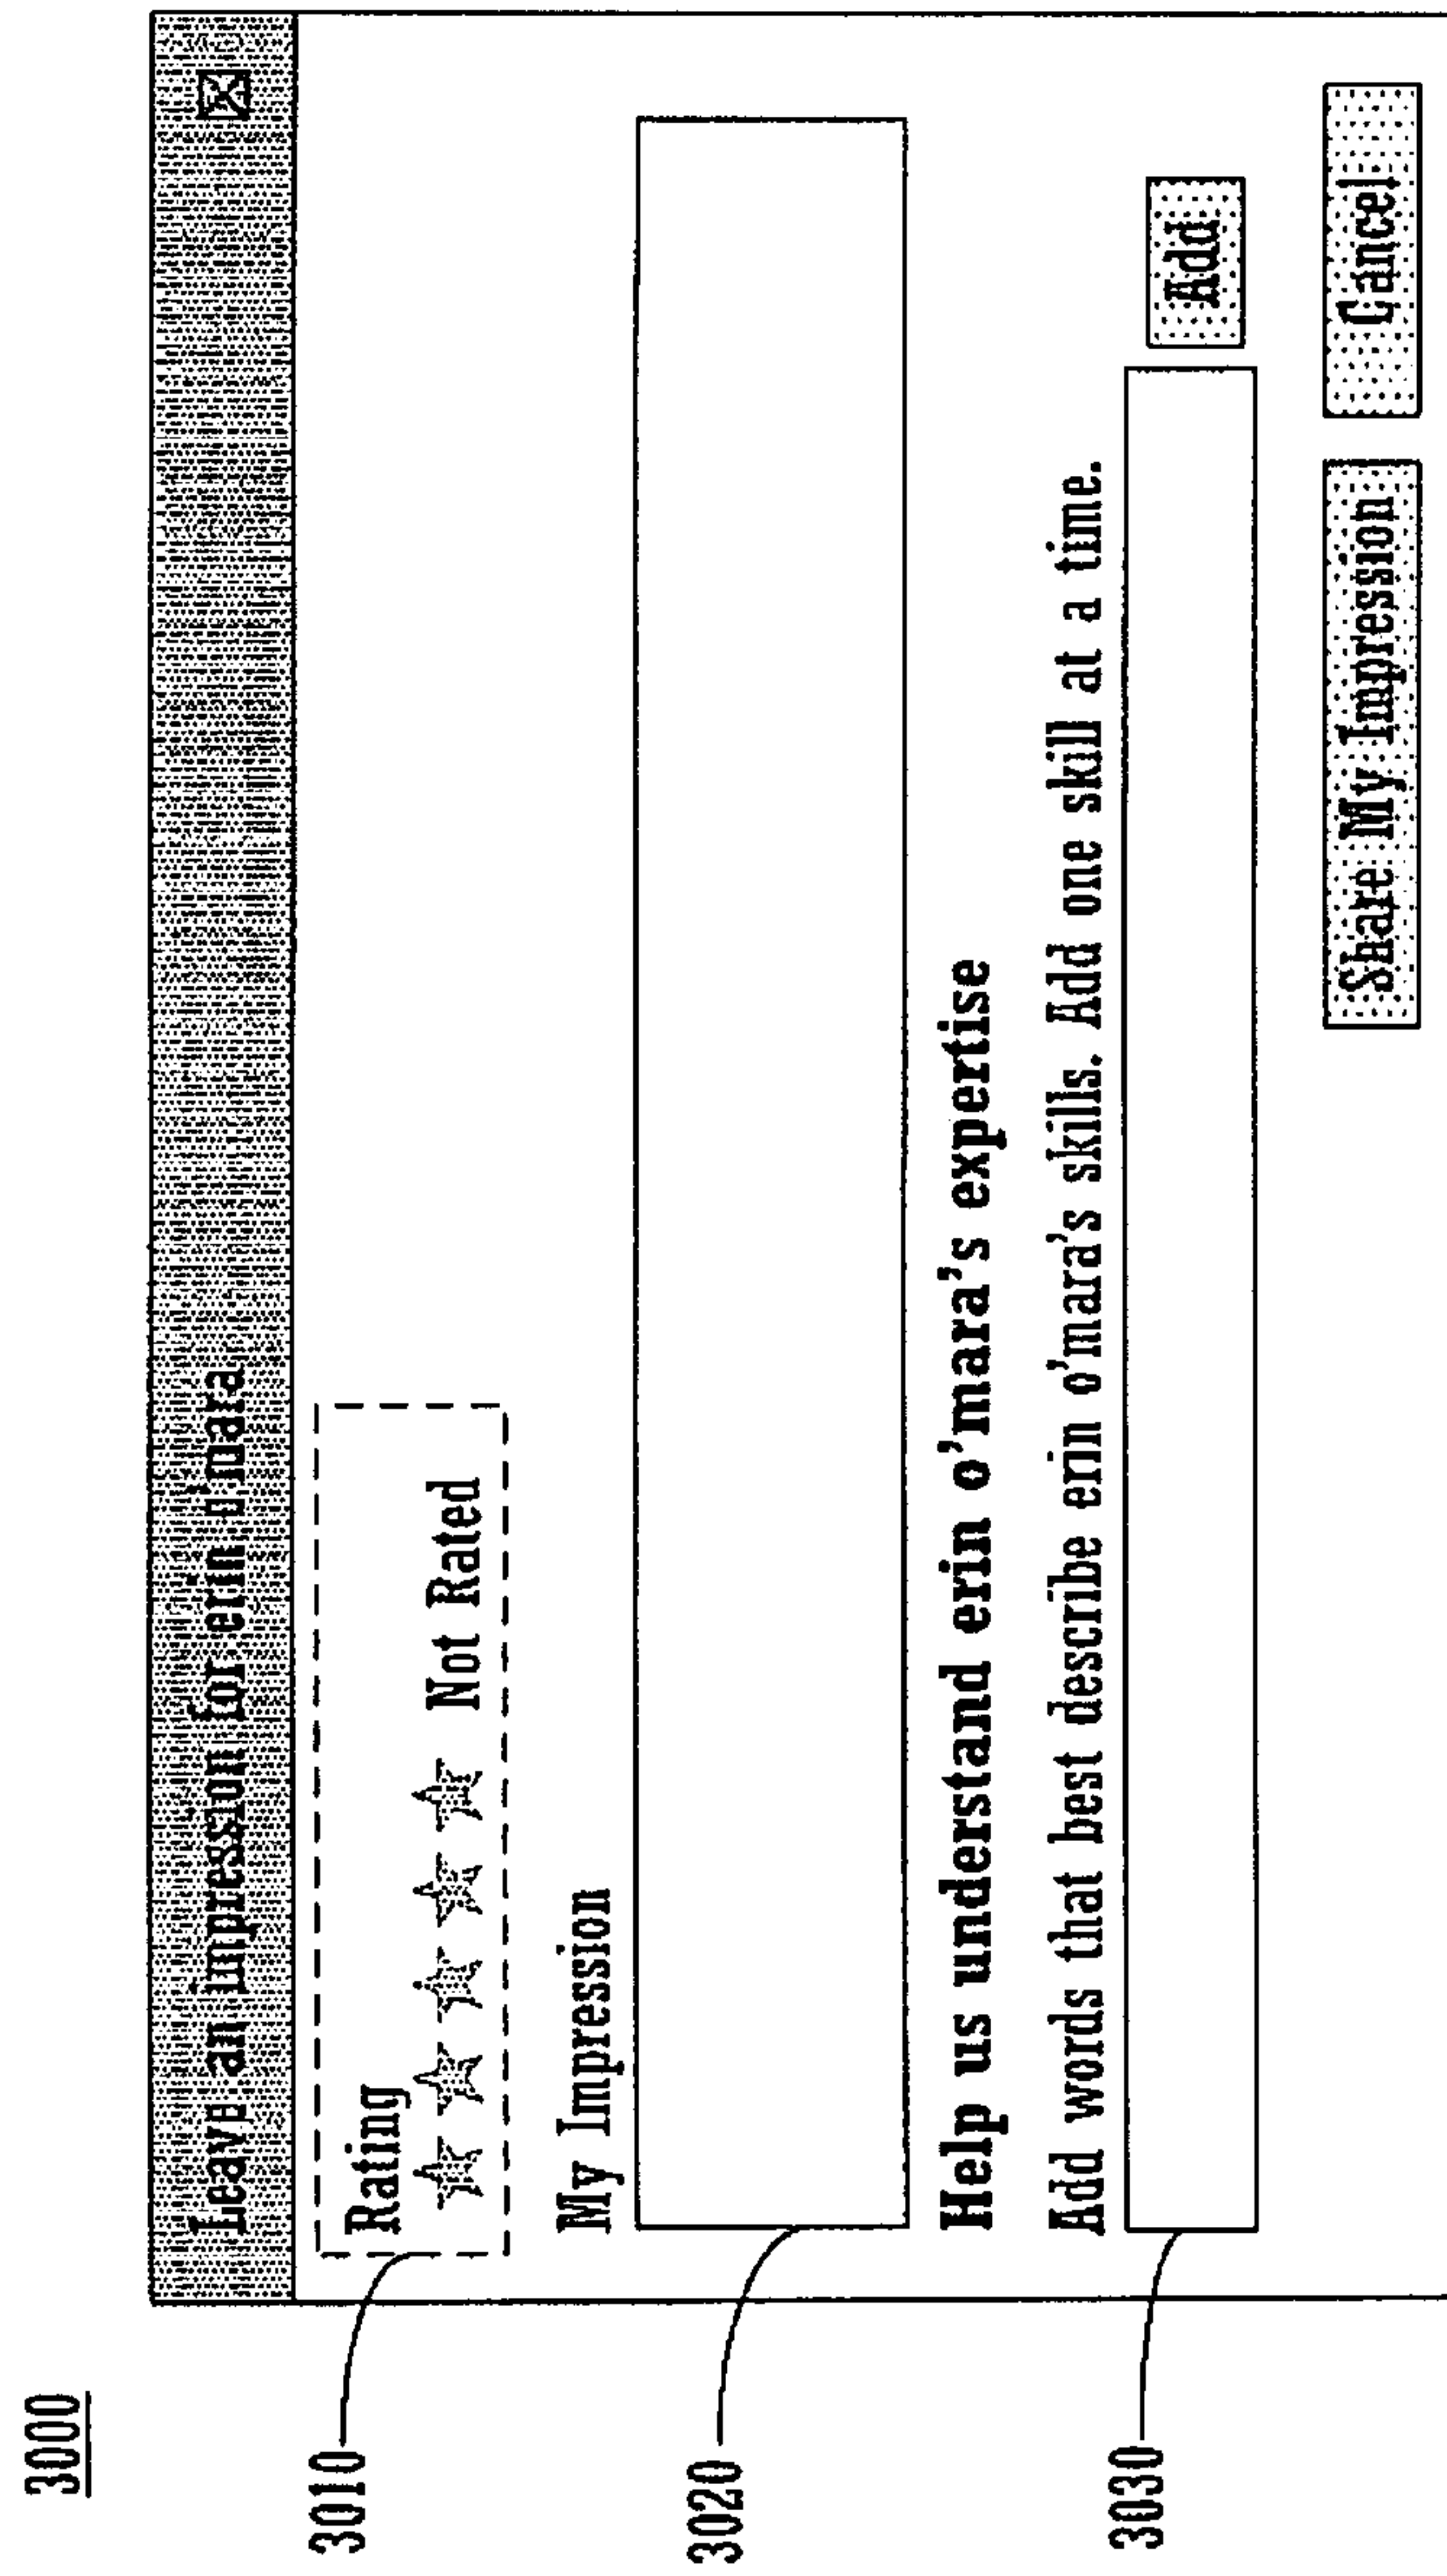 3000
Leave an impression for erin o'mara
3010
Rating
Not Rated
My Impression
3020
Help us understand erin o'mara's expertise
Add words that best describe erin o'mara's skills. Add one skill at a time.
3030
Add
Share My Impression
Cancel